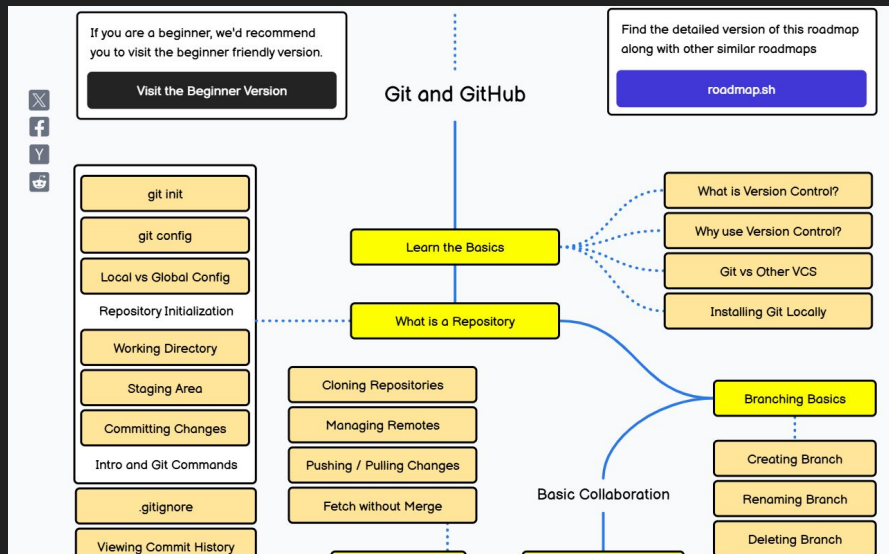 If you are a beginner, we'd recommend
you to visit the beginner friendly version.
Visit the Beginner Version
Git and GitHub
Find the detailed version of this roadmap
along with other similar roadmaps
roadmap.sh
git init
git config
Local vs Global Config
Repository Initialization
Working Directory
Staging Area
Committing Changes
Intro and Git Commands
.gitignore
Viewing Commit History
Learn the Basics
What is a Repository
What is Version Control?
Why use Version Control?
Git vs Other VCS
Installing Git Locally
Cloning Repositories
Managing Remotes
Pushing / Pulling Changes
Fetch without Merge
Basic Collaboration
Branching Basics
Creating Branch
Renaming Branch
Deleting Branch